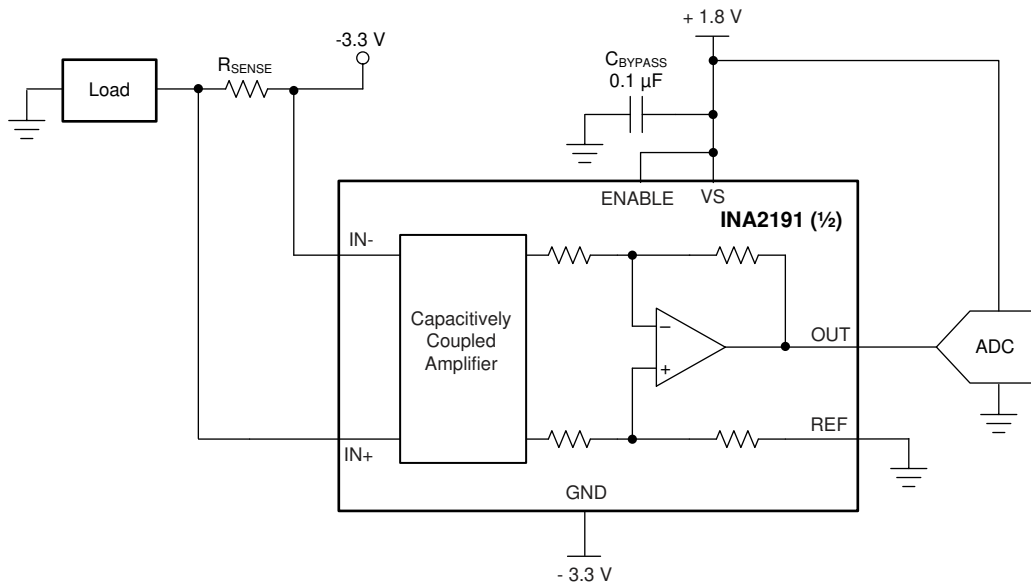 + 1.8 V
-3.3 V
R_SENSE
C_BYPASS
0.1 µF
Load
ENABLE
VS
INA2191 (½)
IN-
Capacitively
Coupled
Amplifier
−
+
OUT
ADC
REF
IN+
GND
- 3.3 V